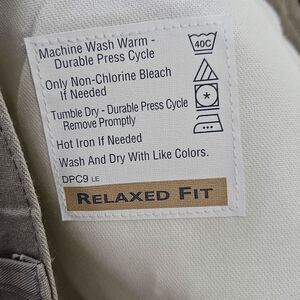 Machine Wash Warm -
Durable Press Cycle
40C
Only Non-Chlorine Bleach
If Needed
Tumble Dry - Durable Press Cycle
Remove Promptly
Hot Iron If Needed
Wash And Dry With Like Colors.
DPC9 LE
RELAXED FIT